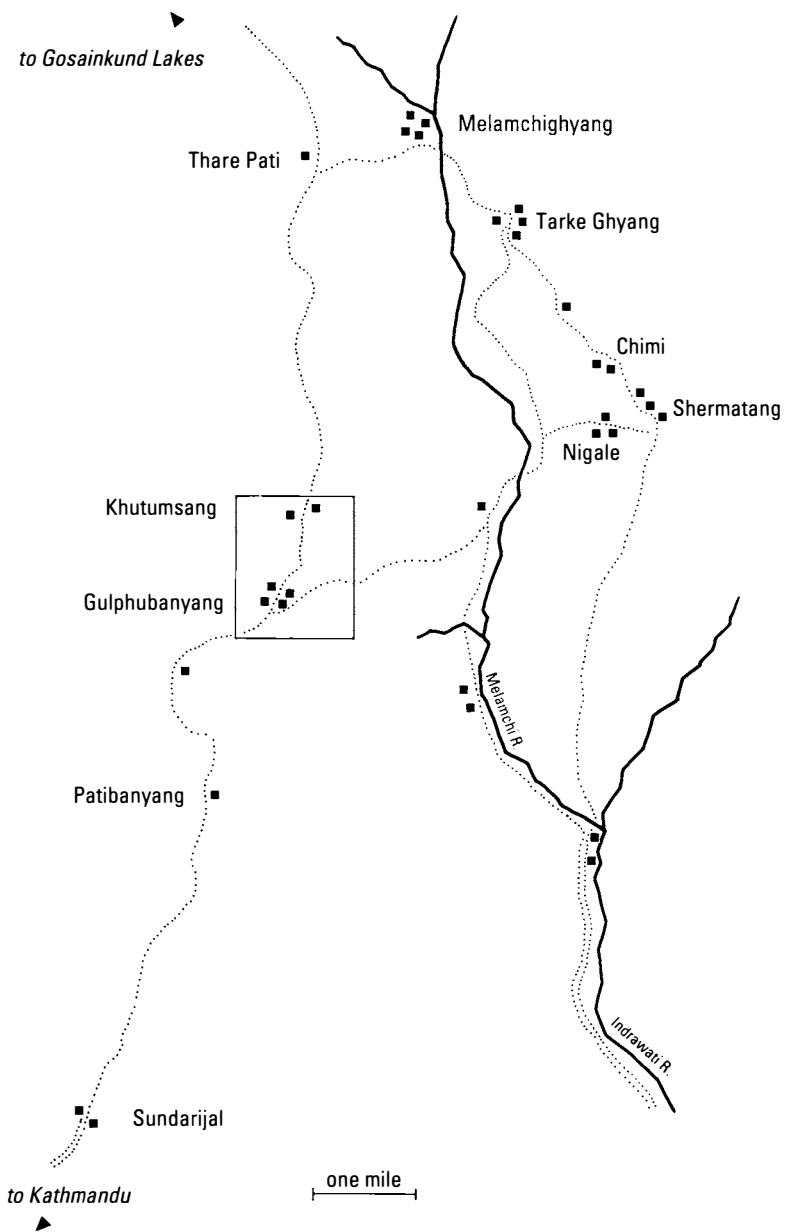 to Gosainkund Lakes
Melamchighyang
Thare Pati
Tarke Ghyang
Chimi
Shermatang
Nigale
Khutumsang
Gulphubanyang
Melamchi R.
Patibanyang
Indrawati R.
Sundarijal
one mile
to Kathmandu